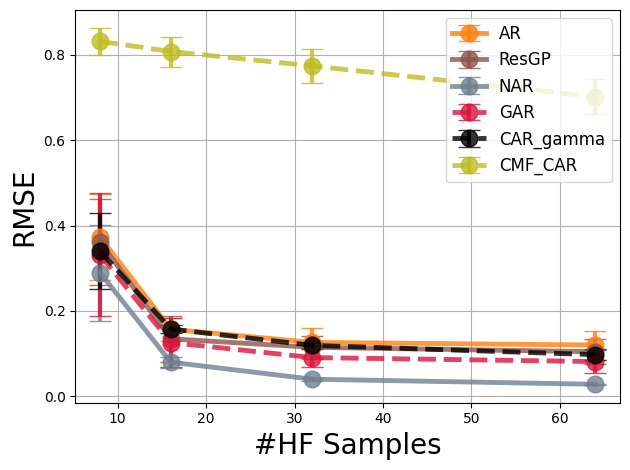 0.8
0.6
0.4
0.2
0.0
RMSE
10
20
30
40
50
60
#HF Samples
AR
ResGP
NAR
GAR
CAR_gamma
CMF_CAR